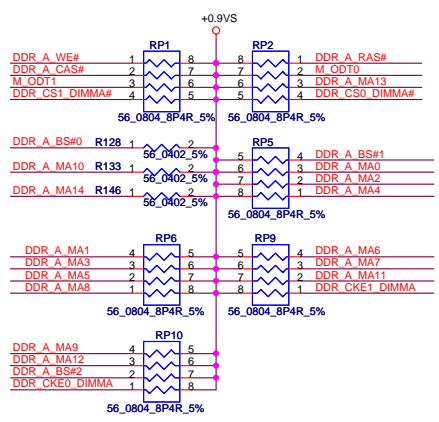 +0.9VS
RP1 RP2
DDR_A_WE# 1 8 8 1 DDR_A_RAS#
DDR_A_CAS# 2 7 7 2 M_ODT0
M_ODT1 3 6 6 3 DDR_A_MA13
DDR_CS1_DIMMA# 4 5 5 4 DDR_CS0_DIMMA#
56_0804_8P4R_5% 56_0804_8P4R_5%
DDR_A_BS#0 R128 1 2
56_0402_5% RP5
5 4 DDR_A_BS#1
DDR_A_MA10 R133 1 2 6 3 DDR_A_MA0
56_0402_5% 7 2 DDR_A_MA2
DDR_A_MA14 R146 1 2 8 1 DDR_A_MA4
56_0402_5% 56_0804_8P4R_5%
RP6 RP9
DDR_A_MA1 4 5 5 4 DDR_A_MA6
DDR_A_MA3 3 6 6 3 DDR_A_MA7
DDR_A_MA5 2 7 7 2 DDR_A_MA11
DDR_A_MA8 1 8 8 1 DDR_CKE1_DIMMA
56_0804_8P4R_5% 56_0804_8P4R_5%
RP10
DDR_A_MA9 4 5
DDR_A_MA12 3 6
DDR_A_BS#2 2 7
DDR_CKE0_DIMMA 1 8
56_0804_8P4R_5%